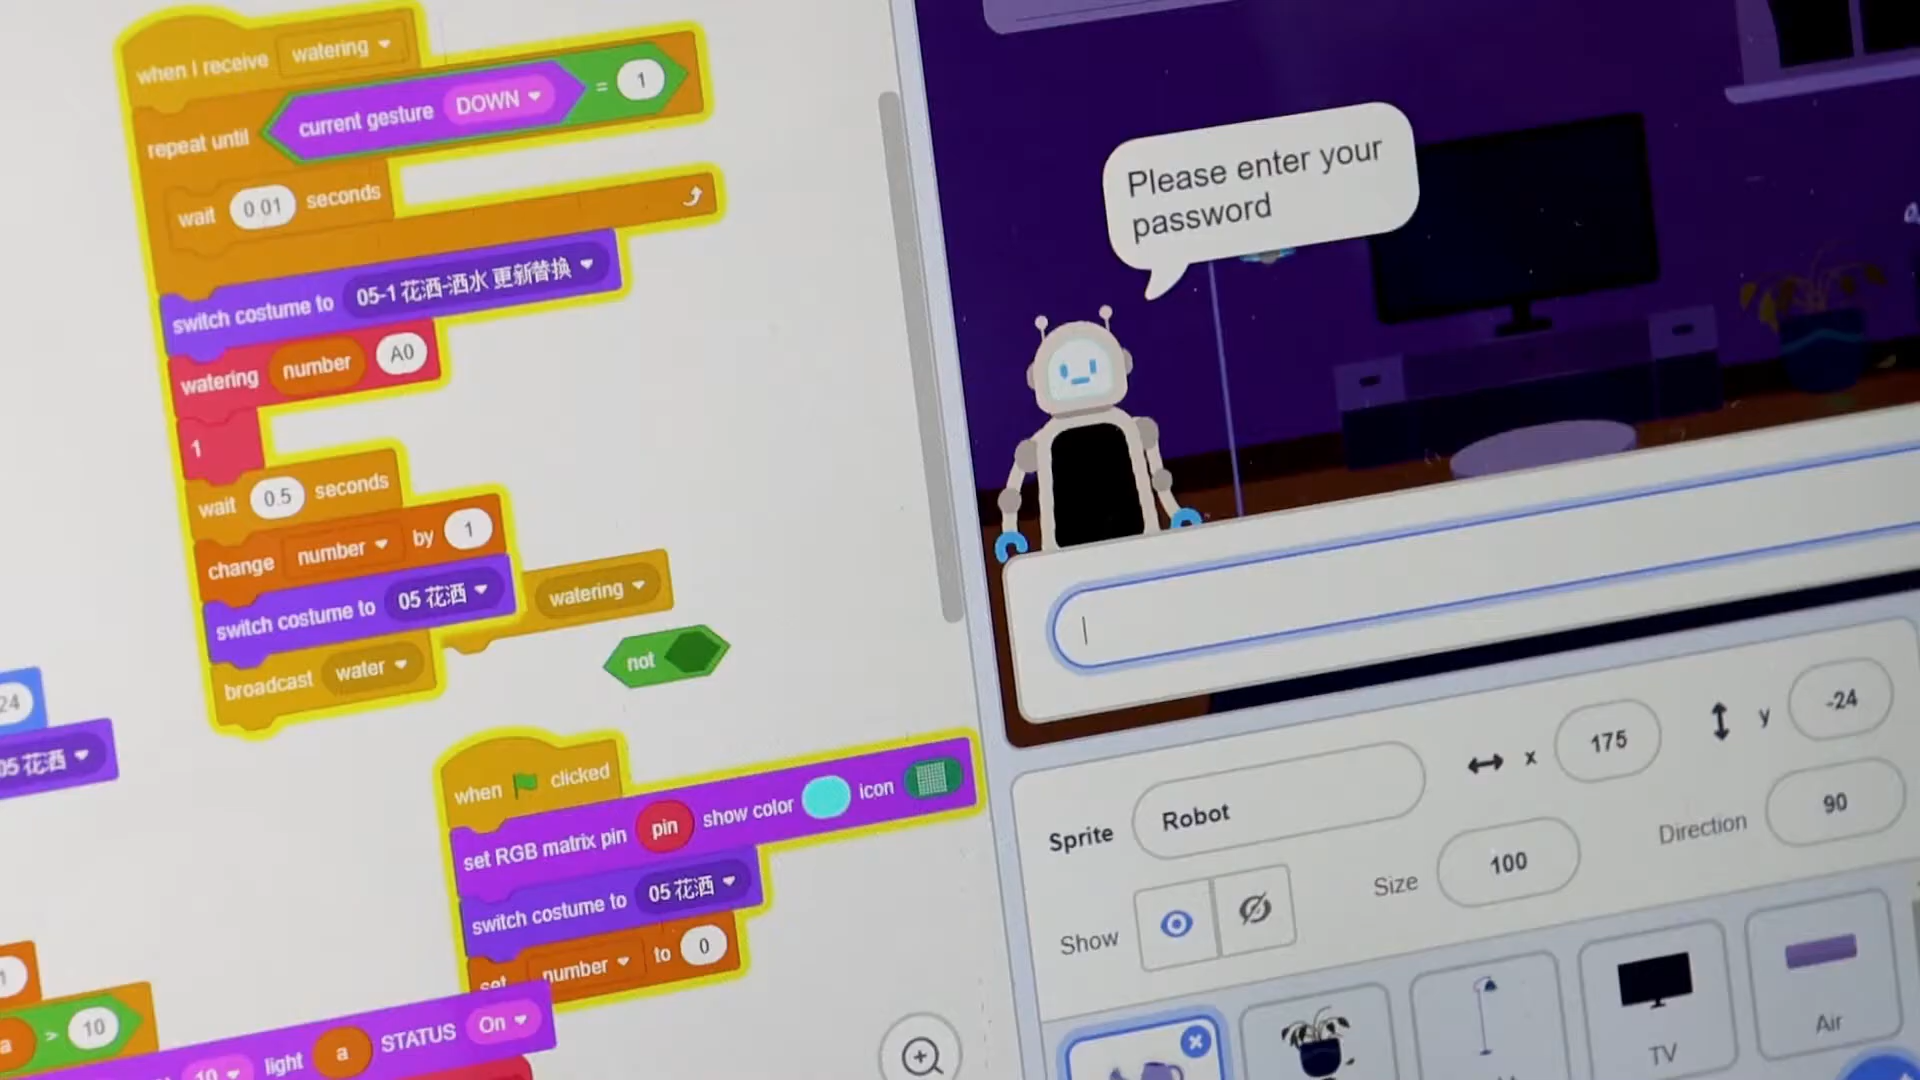 when I receive watering
repeat until current gesture DOWN = 1
wait 0.01 seconds
switch costume to 05-1 花洒-洒水 更新替换
watering number A0
1
wait 0.5 seconds
change number by 1
switch costume to 05 花洒
watering
broadcast water
not
24
05 花洒
when clicked
set RGB matrix pin pin show color icon
switch costume to 05 花洒
set number to 0
1
a > 10
10 light a STATUS On
Please enter your
password
Sprite Robot x 175 y -24
Show Size 100 Direction 90
TV
Air